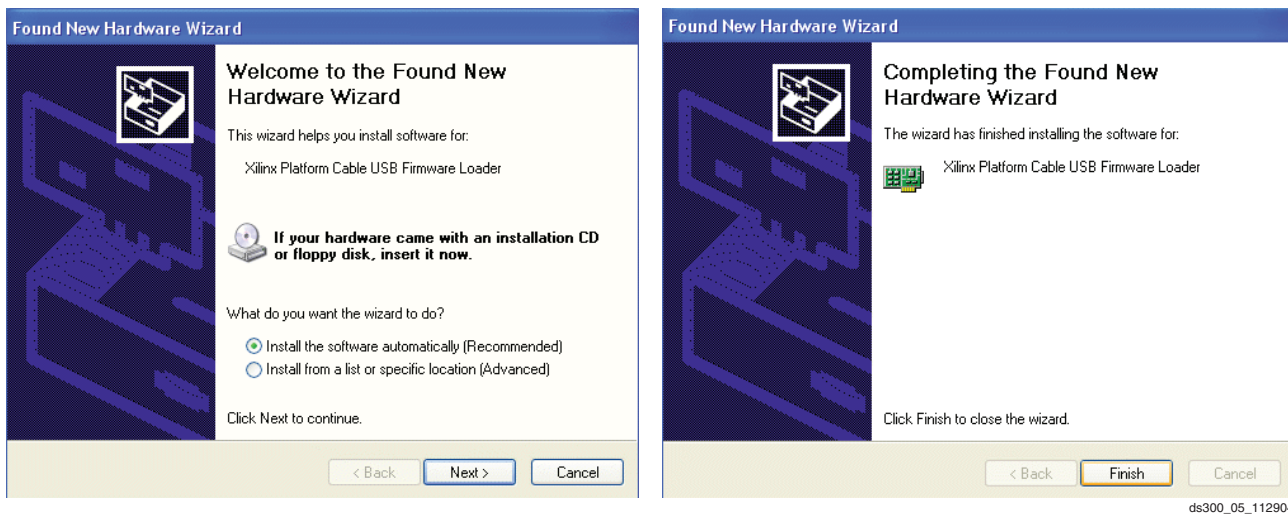 Found New Hardware Wizard
Welcome to the Found New
Hardware Wizard
This wizard helps you install software for:
Xilinx Platform Cable USB Firmware Loader
If your hardware came with an installation CD
or floppy disk, insert it now.
What do you want the wizard to do?
Install the software automatically (Recommended)
Install from a list or specific location (Advanced)
Click Next to continue.
< Back
Next >
Cancel
Found New Hardware Wizard
Completing the Found New
Hardware Wizard
The wizard has finished installing the software for:
Xilinx Platform Cable USB Firmware Loader
Click Finish to close the wizard.
< Back
Finish
Cancel
ds300_05_11290